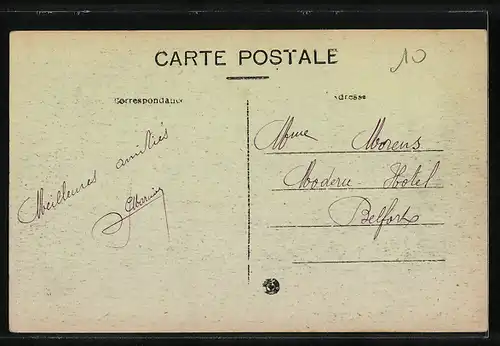 CARTE POSTALE
10
Correspondance
Adresse
Meilleures amitiés
Mme Morens
Modern Hôtel
Belfort